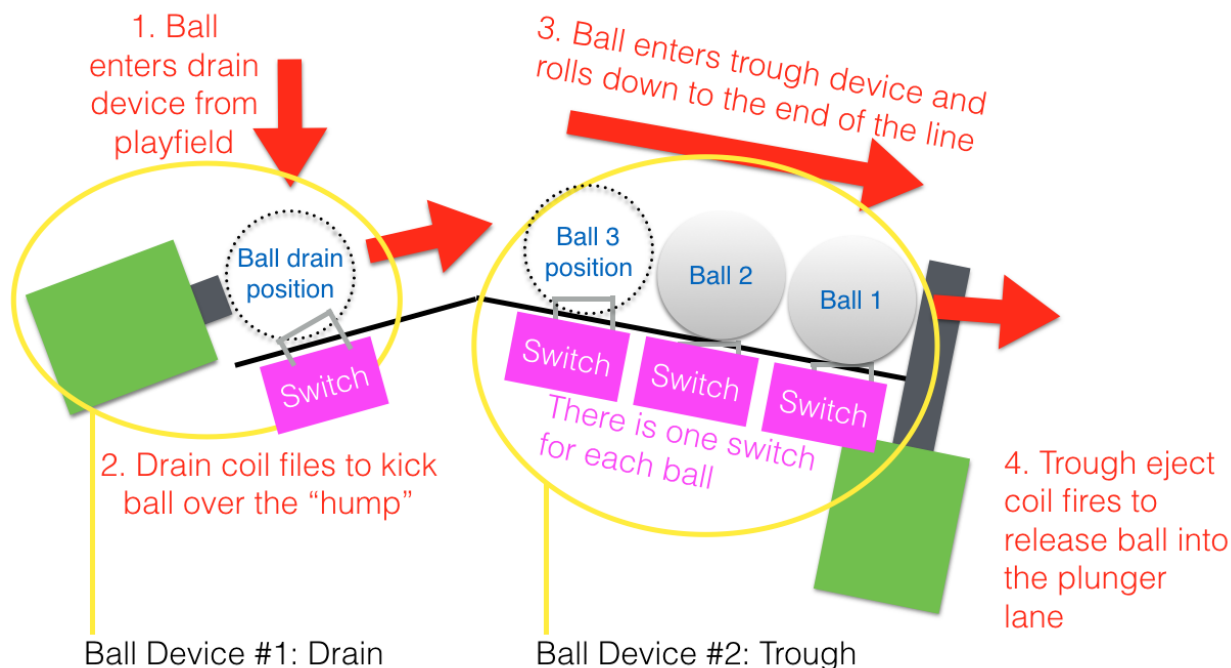 1. Ball
enters drain
device from
playfield
3. Ball enters trough device and
rolls down to the end of the line
Ball drain
position
Ball 3
position
Ball 2
Ball 1
Switch
Switch
Switch
Switch
There is one switch
for each ball
2. Drain coil files to kick
ball over the “hump”
4. Trough eject
coil fires to
release ball into
the plunger
lane
Ball Device #1: Drain
Ball Device #2: Trough